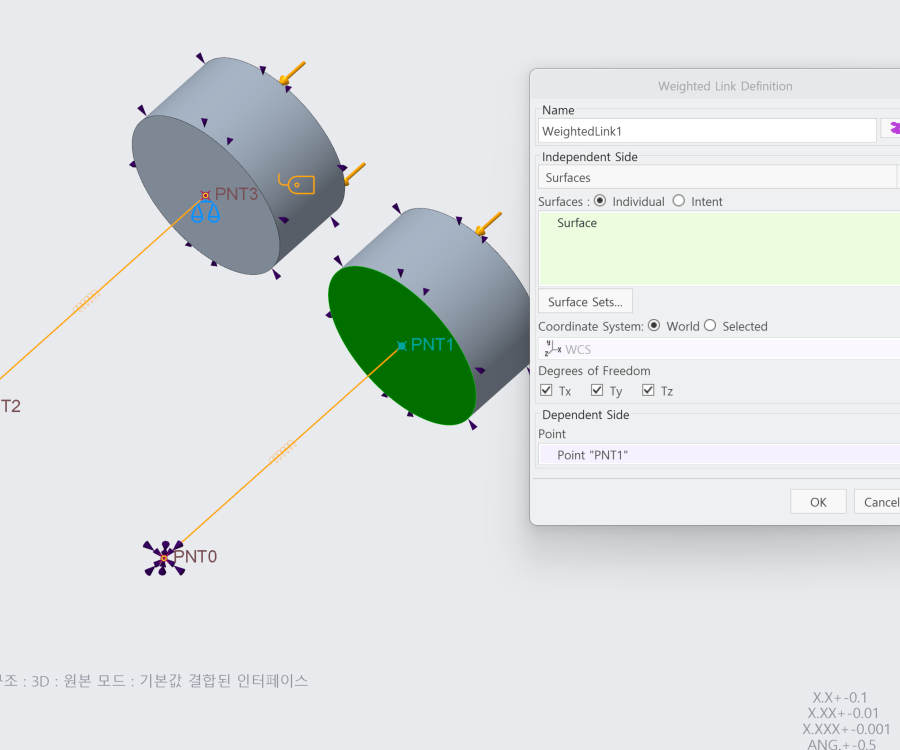 PNT3
PNT1
T2
PNT0
Weighted Link Definition
Name
WeightedLink1
Independent Side
Surfaces
Surfaces : Individual Intent
Surface
Surface Sets...
Coordinate System: World Selected
y z x WCS
Degrees of Freedom
Tx Ty Tz
Dependent Side
Point
Point "PNT1"
OK Cancel
조 : 3D : 원본 모드 : 기본값 결합된 인터페이스
X.X+-0.1
X.XX+-0.01
X.XXX+-0.001
ANG.+-0.5